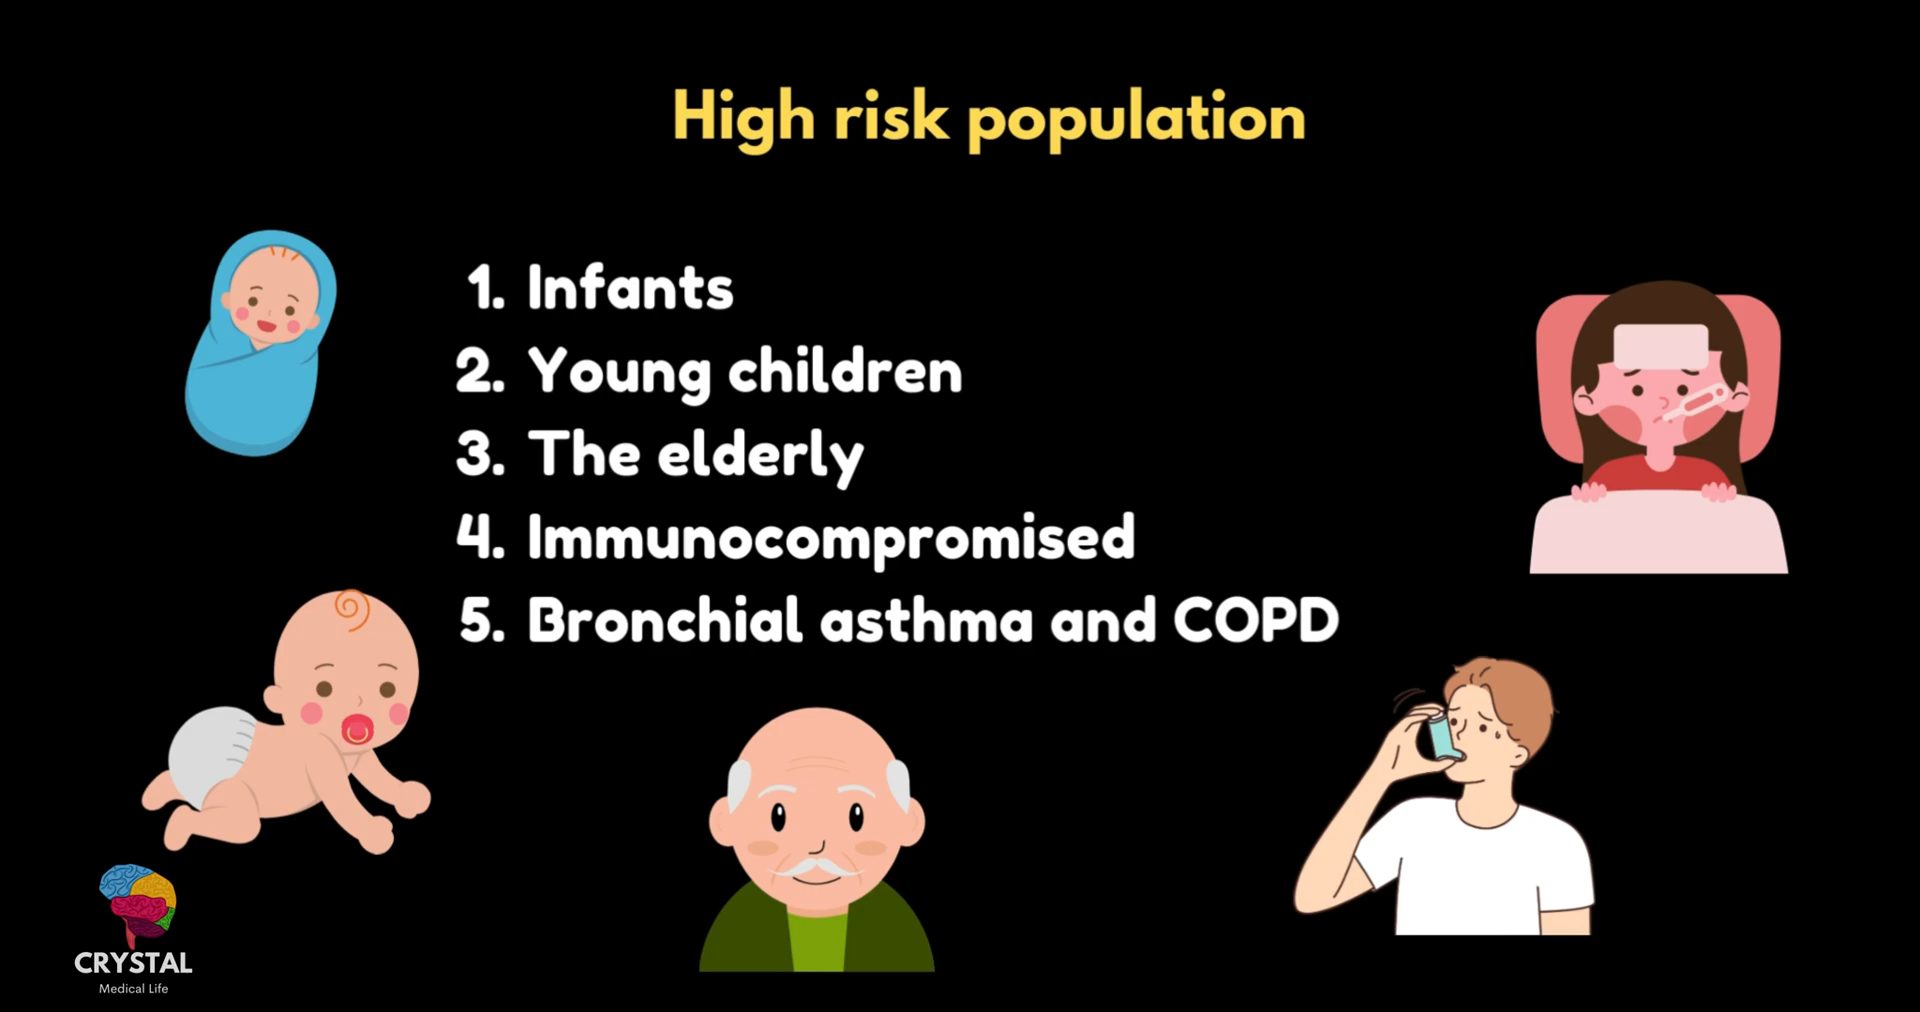 High risk population
1. Infants
2. Young children
3. The elderly
4. Immunocompromised
5. Bronchial asthma and COPD
CRYSTAL
Medical Life